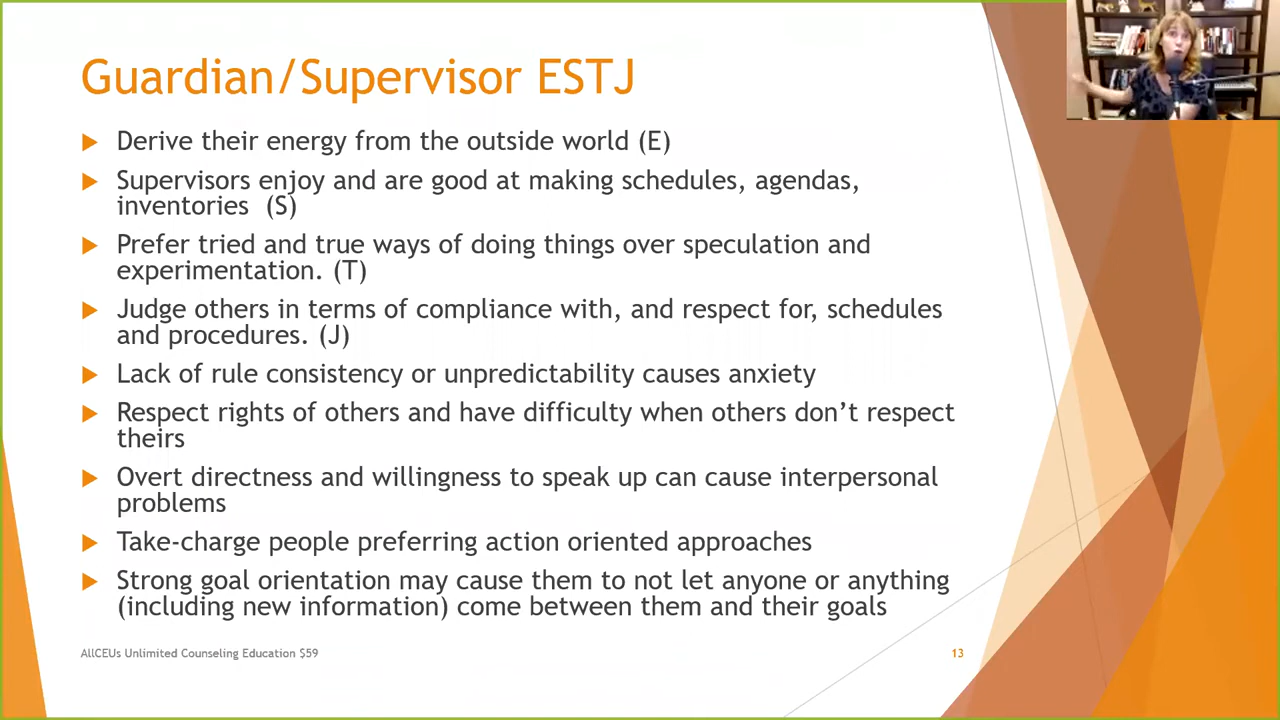 Guardian/Supervisor ESTJ
Derive their energy from the outside world (E)
Supervisors enjoy and are good at making schedules, agendas,
inventories (S)
Prefer tried and true ways of doing things over speculation and
experimentation. (T)
Judge others in terms of compliance with, and respect for, schedules
and procedures. (J)
Lack of rule consistency or unpredictability causes anxiety
Respect rights of others and have difficulty when others don’t respect
theirs
Overt directness and willingness to speak up can cause interpersonal
problems
Take-charge people preferring action oriented approaches
Strong goal orientation may cause them to not let anyone or anything
(including new information) come between them and their goals
AllCEUs Unlimited Counseling Education $59
13